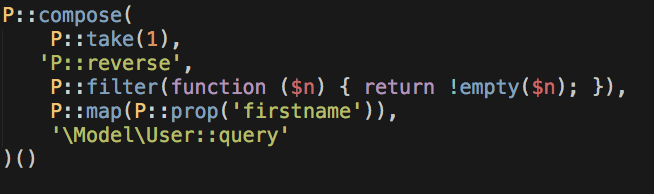 P::compose(
P::take(1),
'P::reverse',
P::filter(function ($n) { return !empty($n); }),
P::map(P::prop('firstname')),
'\Model\User::query'
)()